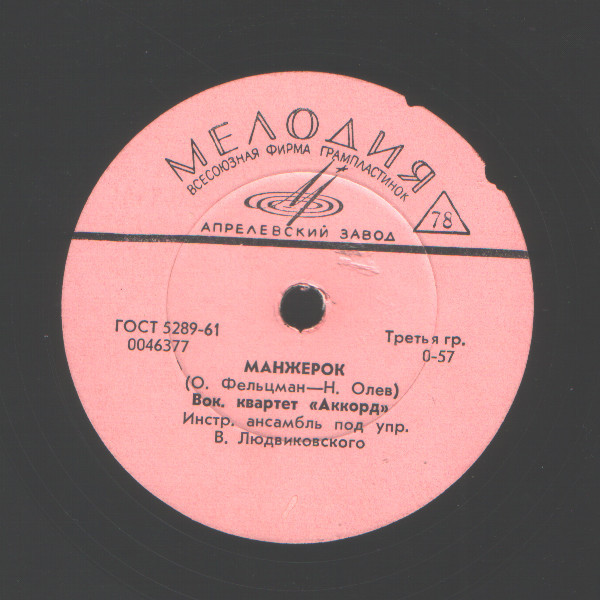 МЕЛОДИЯ
ВСЕСОЮЗНАЯ ФИРМА ГРАМПЛАСТИНОК
78
АПРЕЛЕВСКИЙ ЗАВОД
ГОСТ 5289-61
0046377
Третья гр.
0-57
МАНЖЕРОК
(О. Фельцман—Н. Олев)
Вок. квартет «Аккорд»
Инстр. ансамбль под упр.
В. Людвиковского